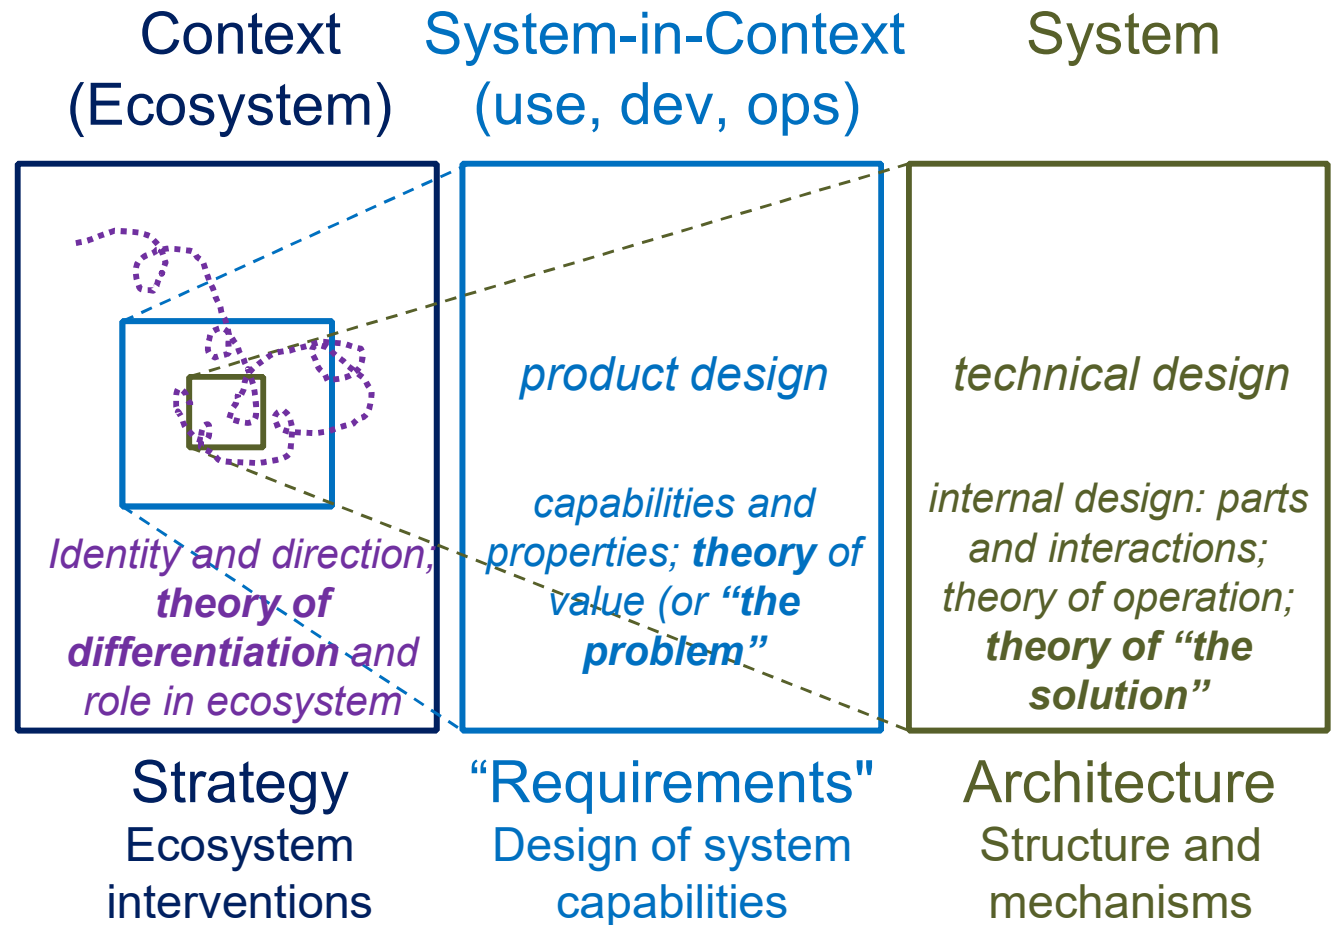 Context
(Ecosystem)
System-in-Context
(use, dev, ops)
System
Identity and direction;
theory of
differentiation and
role in ecosystem
product design
capabilities and
properties; theory of
value (or “the
problem”
technical design
internal design: parts
and interactions;
theory of operation;
theory of “the
solution”
Strategy
Ecosystem
interventions
“Requirements"
Design of system
capabilities
Architecture
Structure and
mechanisms